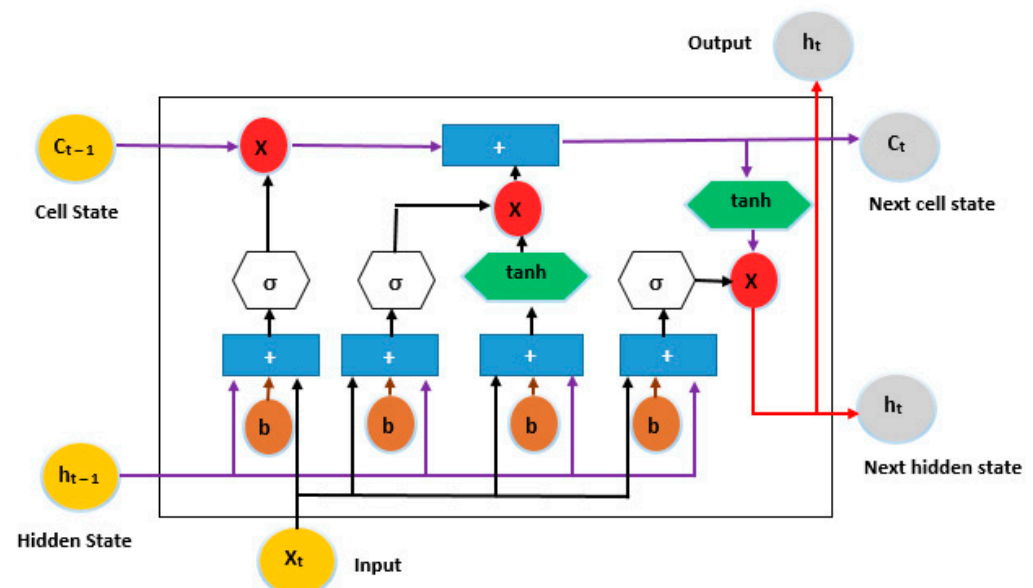 Output
hₜ
Cₜ₋₁
X
+
Cₜ
Cell State
X
tanh
Next cell state
σ
σ
tanh
σ
X
+
+
+
+
b
b
b
b
hₜ
Next hidden state
hₜ₋₁
Hidden State
Xₜ
Input